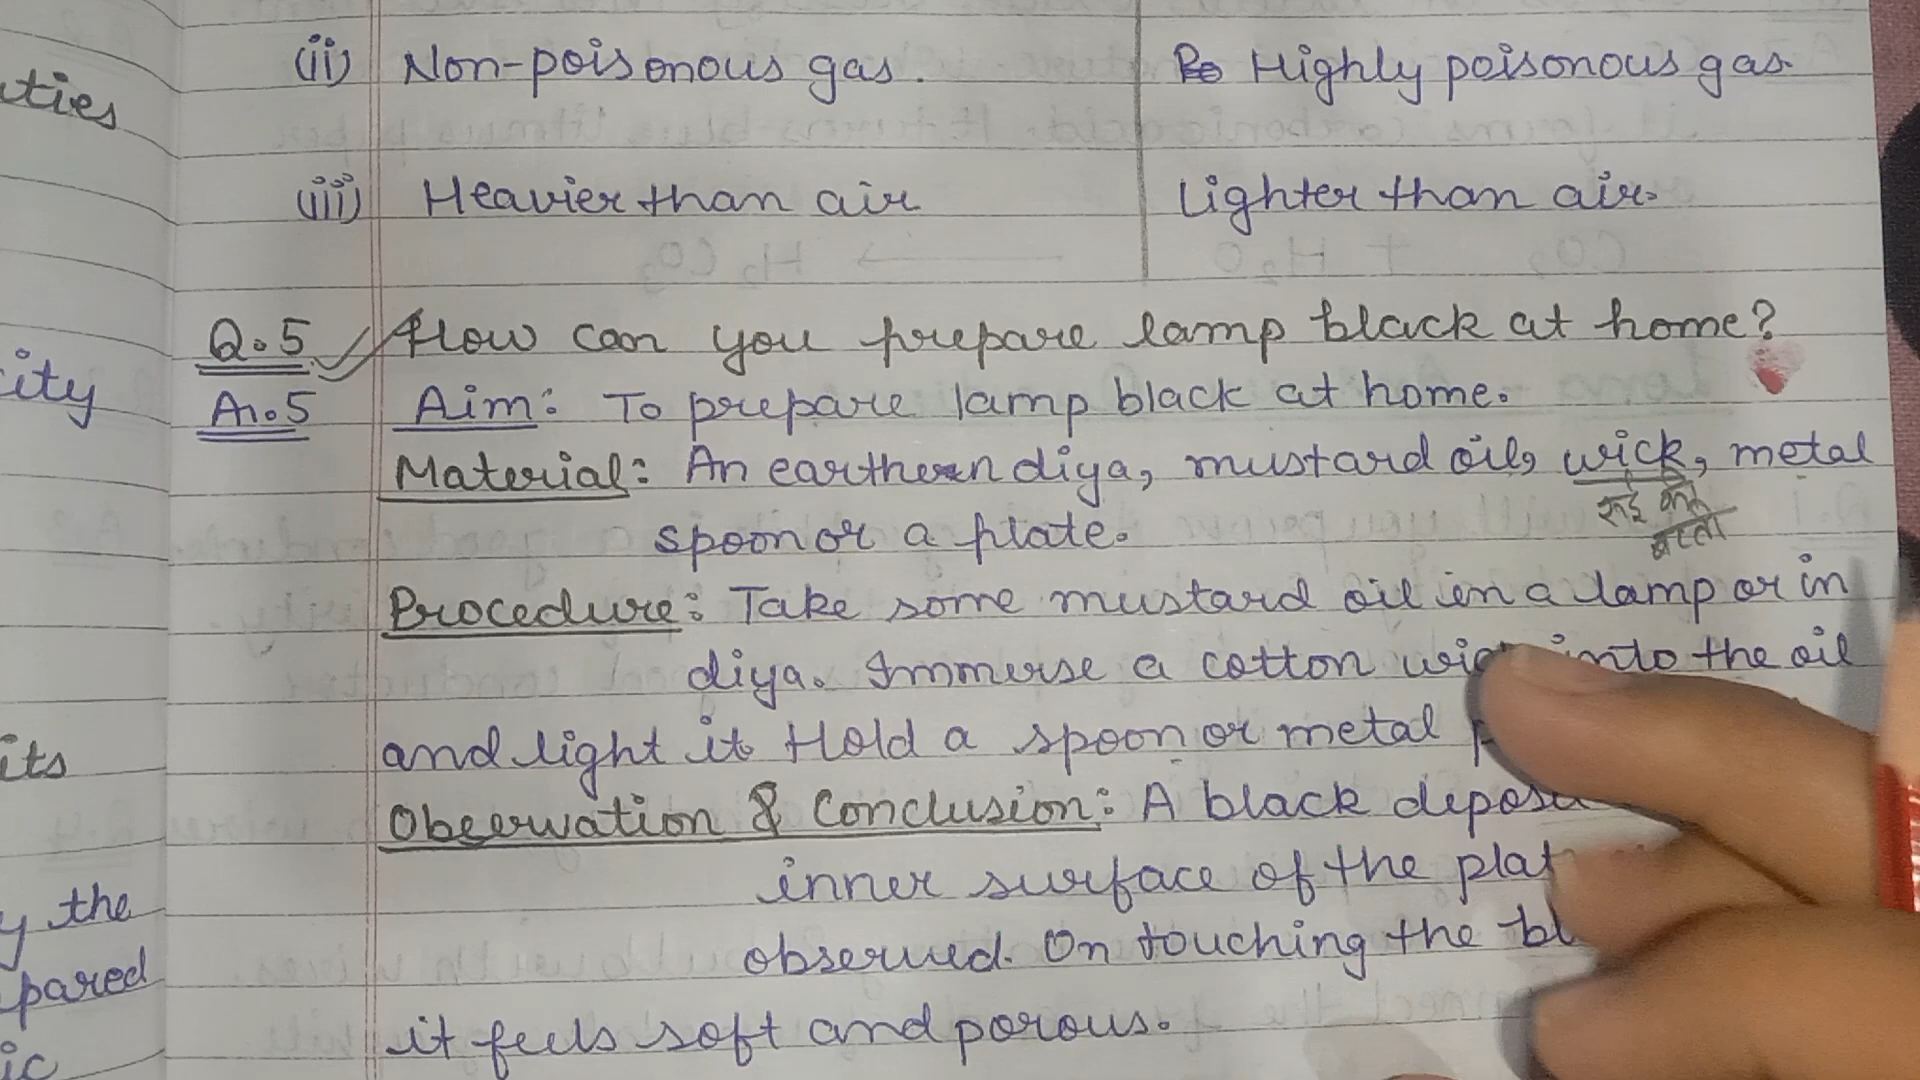 ties
ity
its
y the
pared
ic
(ii) Non-poisonous gas. Highly poisonous gas.
(iii) Heavier than air Lighter than air.
Q.5 How can you prepare lamp black at home?
An.5 Aim: To prepare lamp black at home.
Material: An earthen diya, mustard oil, wick, metal
रूई की
बत्ती
spoon or a plate.
Procedure: Take some mustard oil in a lamp or in
diya. Immerse a cotton into the oil
and light it Hold a spoon or metal
Obserwation & Conclusion: A black
inner surface of the
observed. On touching the
it feels soft and porous.